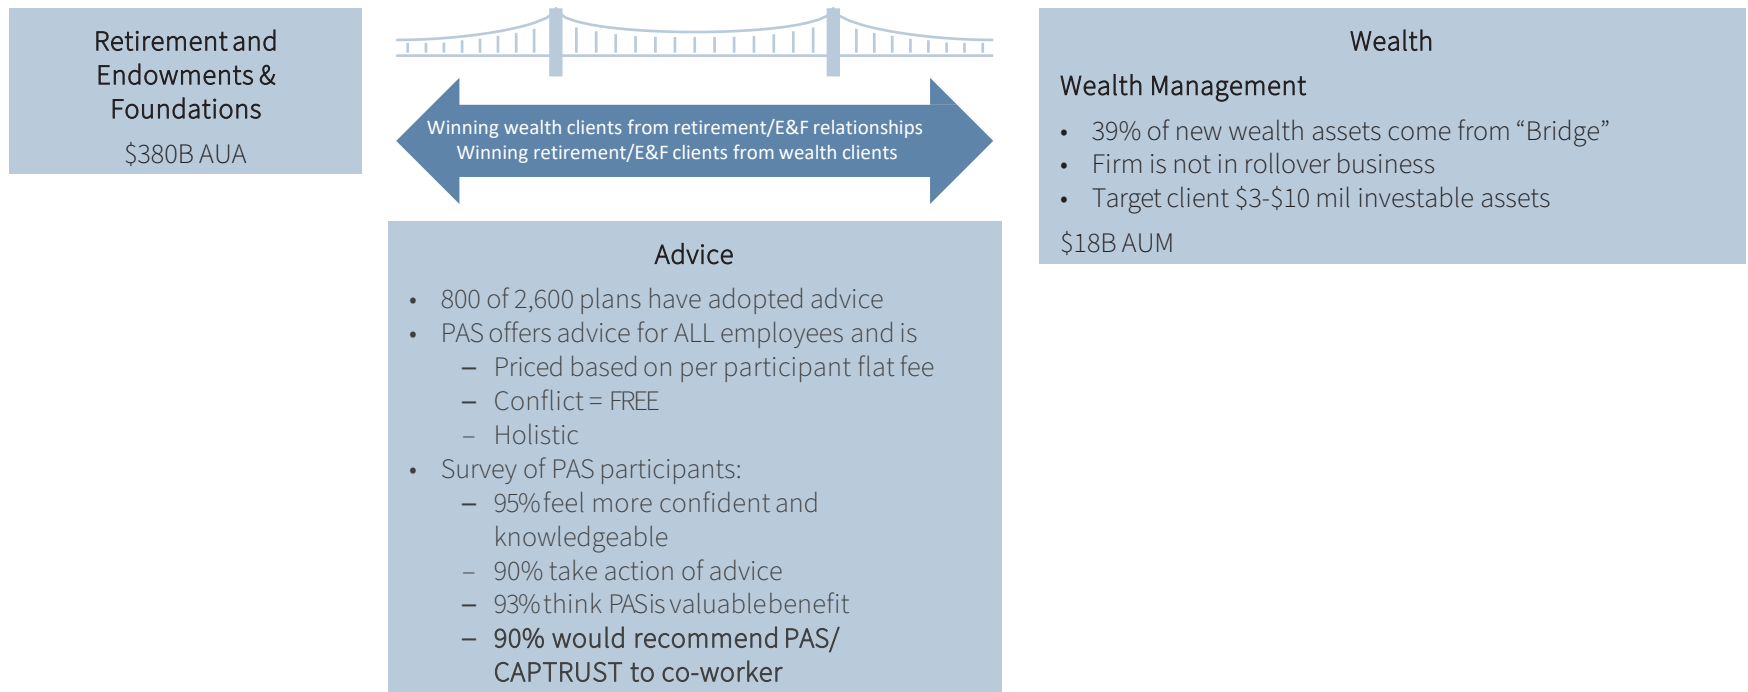 Retirement and
Endowments &
Foundations
$380B AUA
Winning wealth clients from retirement/E&F relationships
Winning retirement/E&F clients from wealth clients
Wealth
Wealth Management
• 39% of new wealth assets come from “Bridge”
• Firm is not in rollover business
• Target client $3-$10 mil investable assets
$18B AUM
Advice
• 800 of 2,600 plans have adopted advice
• PAS offers advice for ALL employees and is
– Priced based on per participant flat fee
– Conflict = FREE
– Holistic
• Survey of PAS participants:
– 95% feel more confident and
knowledgeable
– 90% take action of advice
– 93% think PAS is valuable benefit
– 90% would recommend PAS/
CAPTRUST to co-worker